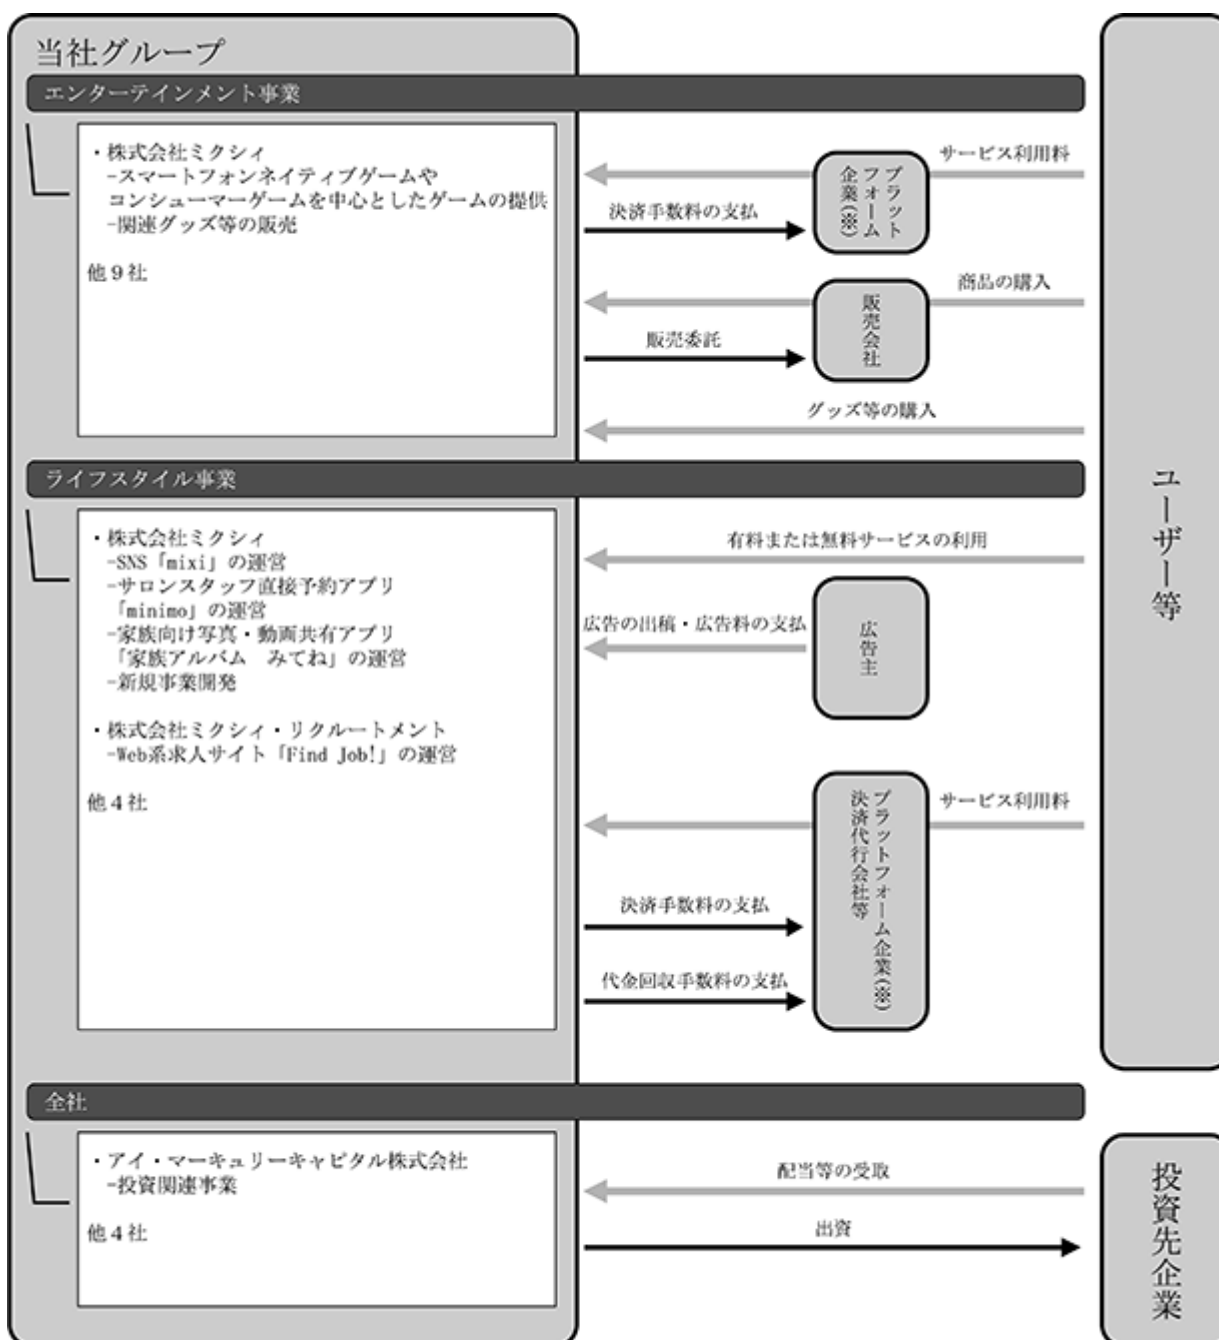 当社グループ
エンターテインメント事業
・株式会社ミクシィ
-スマートフォンネイティブゲームや
コンシューマーゲームを中心としたゲームの提供
-関連グッズ等の販売
他９社
サービス利用料
プラット
フォーム
企業(※)
決済手数料の支払
商品の購入
販売会社
販売委託
グッズ等の購入
ライフスタイル事業
・株式会社ミクシィ
-SNS「mixi」の運営
-サロンスタッフ直接予約アプリ
「minimo」の運営
-家族向け写真・動画共有アプリ
「家族アルバム　みてね」の運営
-新規事業開発
・株式会社ミクシィ・リクルートメント
-Web系求人サイト「Find Job!」の運営
他４社
有料または無料サービスの利用
広告の出稿・広告料の支払
広告主
サービス利用料
プラットフォーム企業(※)
決済代行会社等
決済手数料の支払
代金回収手数料の支払
ユーザー等
全社
・アイ・マーキュリーキャピタル株式会社
-投資関連事業
他４社
配当等の受取
出資
投資先企業